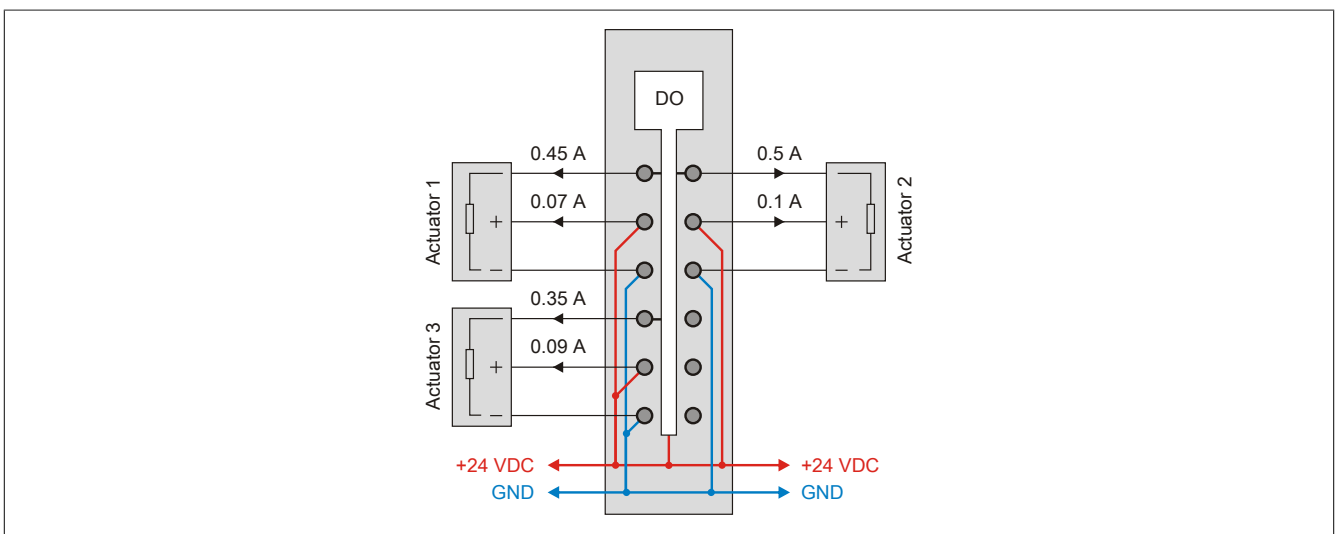 DO
0.45 A
0.5 A
Actuator 1
0.07 A
+
-
0.1 A
+
-
Actuator 2
0.35 A
Actuator 3
0.09 A
+
-
+24 VDC
+24 VDC
GND
GND